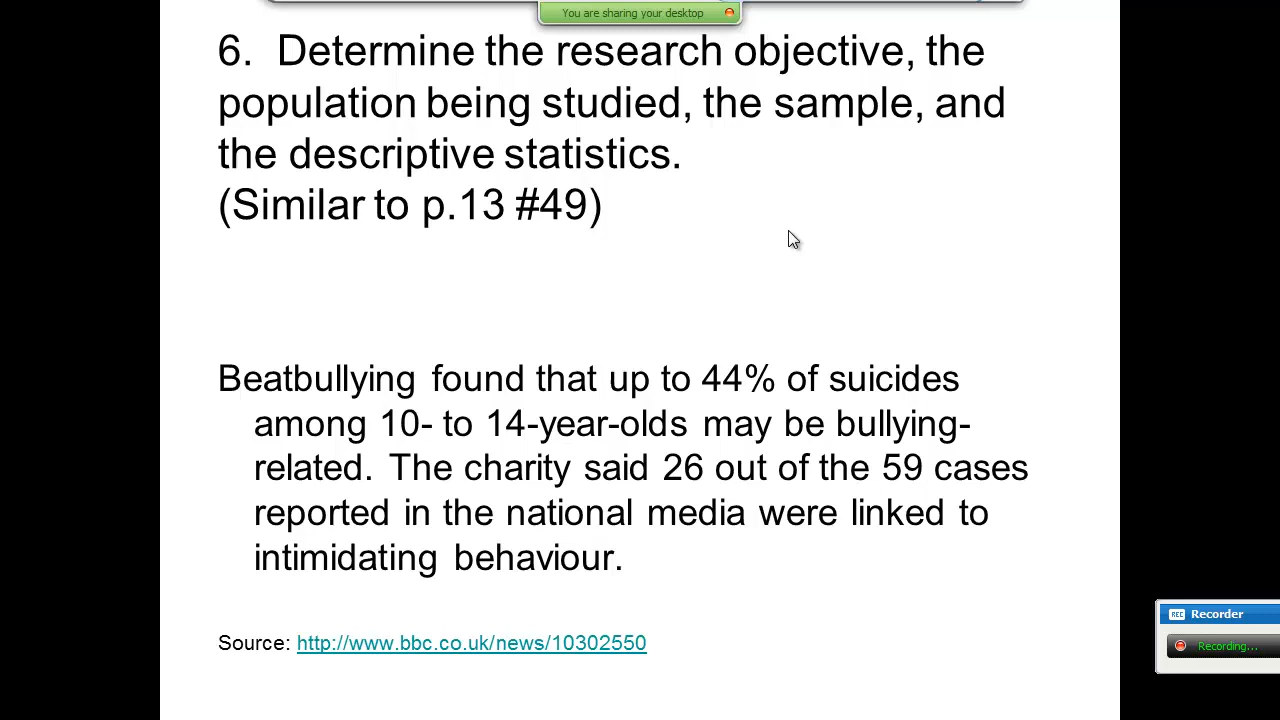 You are sharing your desktop
6. Determine the research objective, the
population being studied, the sample, and
the descriptive statistics.
(Similar to p.13 #49)
Beatbullying found that up to 44% of suicides
among 10- to 14-year-olds may be bullying-
related. The charity said 26 out of the 59 cases
reported in the national media were linked to
intimidating behaviour.
Source: http://www.bbc.co.uk/news/10302550
REC Recorder
Recording...